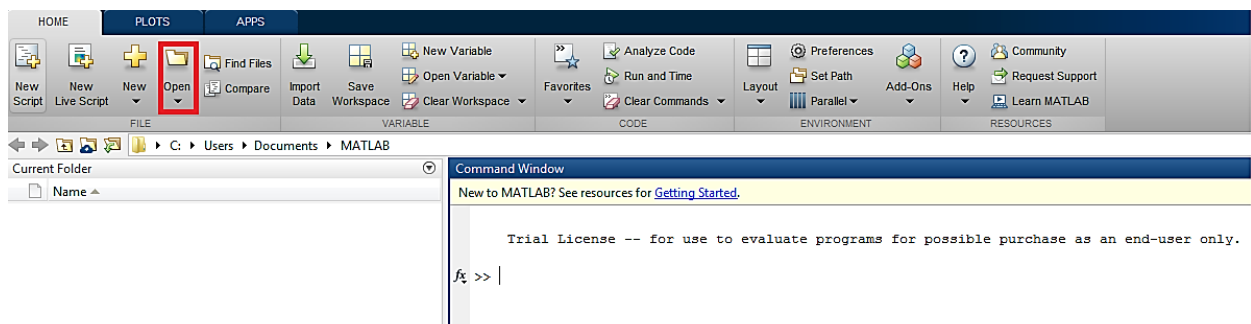 HOME PLOTS APPS
New Script
New Live Script
New
Open
Find Files
Compare
FILE
Import Data
Save Workspace
New Variable
Open Variable
Clear Workspace
VARIABLE
Favorites
Analyze Code
Run and Time
Clear Commands
CODE
Layout
Preferences
Set Path
Parallel
Add-Ons
ENVIRONMENT
?
Help
Community
Request Support
Learn MATLAB
RESOURCES
C: Users Documents MATLAB
Current Folder
Name
Command Window
New to MATLAB? See resources for Getting Started.
Trial License -- for use to evaluate programs for possible purchase as an end-user only.
fx >>